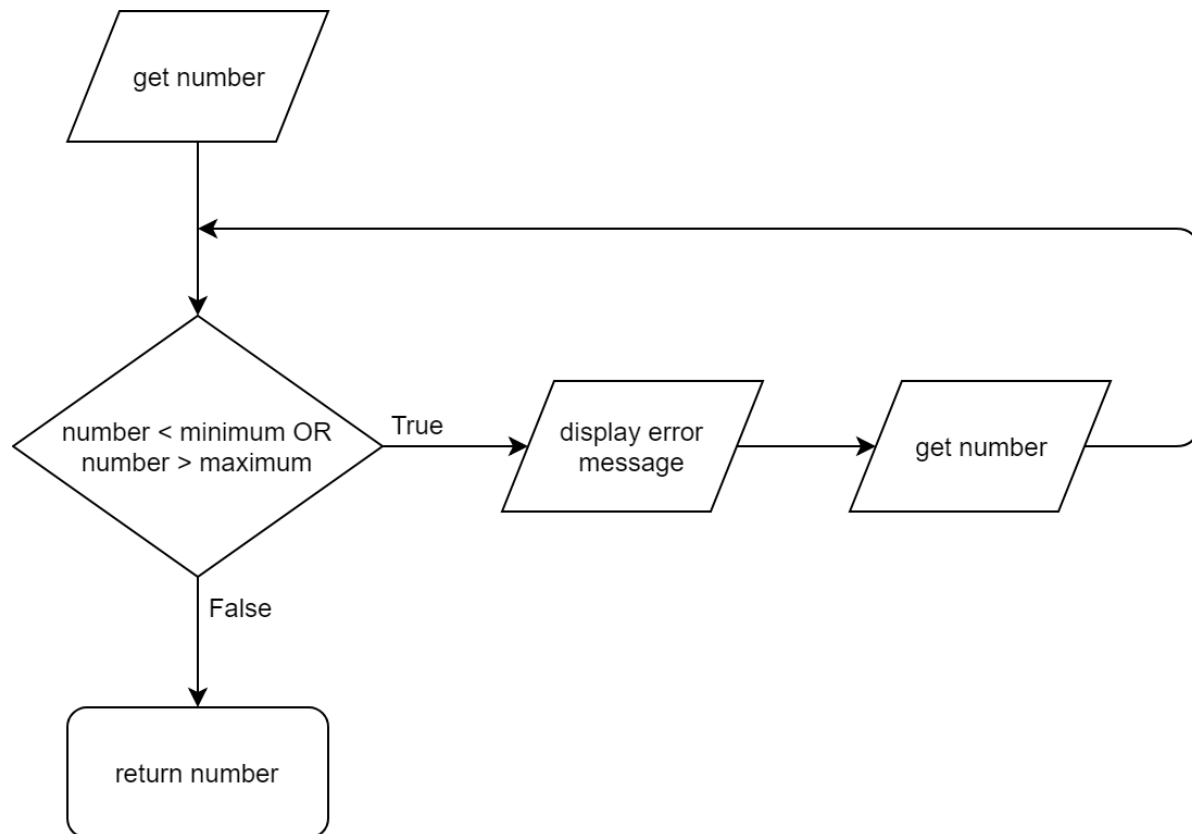 get number
number < minimum OR
number > maximum
True
display error
message
get number
False
return number